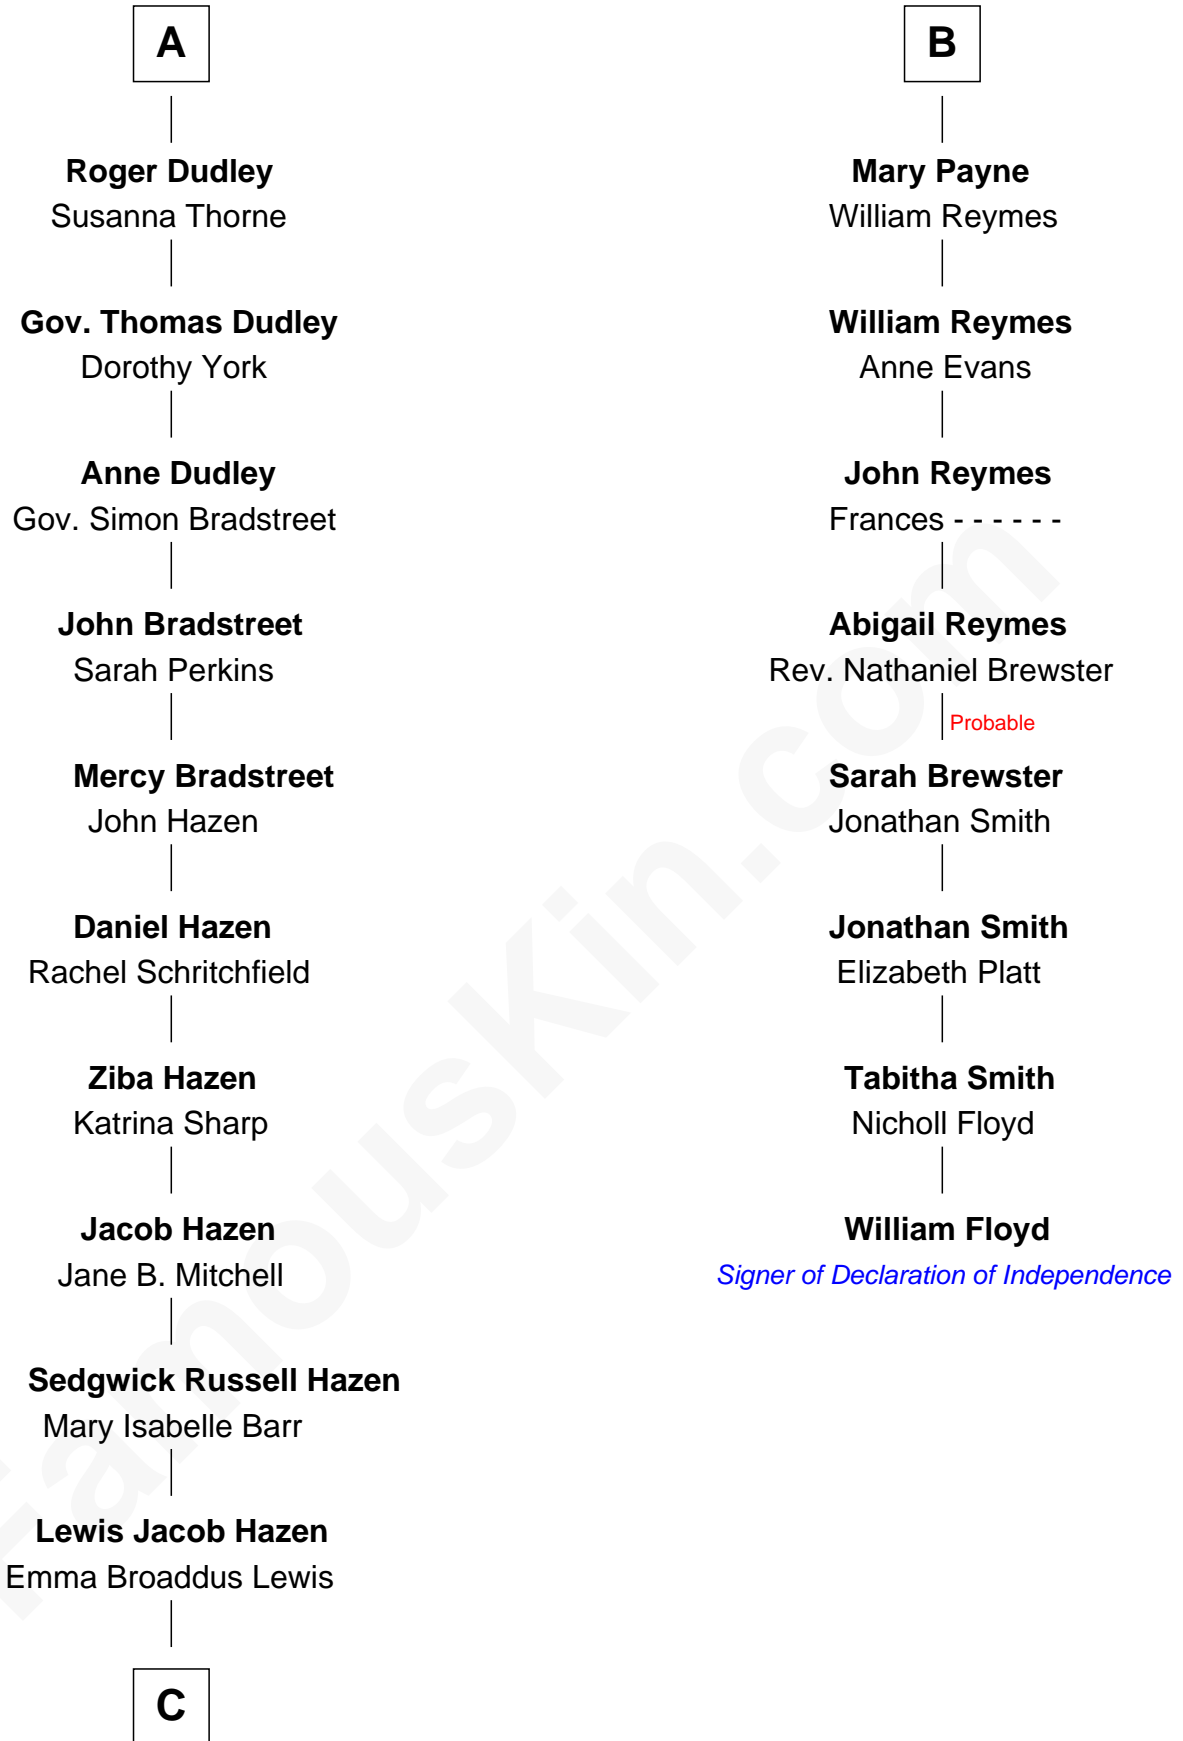 A
Roger Dudley
Susanna Thorne
Gov. Thomas Dudley
Dorothy York
Anne Dudley
Gov. Simon Bradstreet
John Bradstreet
Sarah Perkins
Mercy Bradstreet
John Hazen
Daniel Hazen
Rachel Schritchfield
Ziba Hazen
Katrina Sharp
Jacob Hazen
Jane B. Mitchell
Sedgwick Russell Hazen
Mary Isabelle Barr
Lewis Jacob Hazen
Emma Broaddus Lewis
C
B
Mary Payne
William Reymes
William Reymes
Anne Evans
John Reymes
Frances - - - - - -
Abigail Reymes
Rev. Nathaniel Brewster
Probable
Sarah Brewster
Jonathan Smith
Jonathan Smith
Elizabeth Platt
Tabitha Smith
Nicholl Floyd
William Floyd
Signer of Declaration of Independence
FamousKin.com